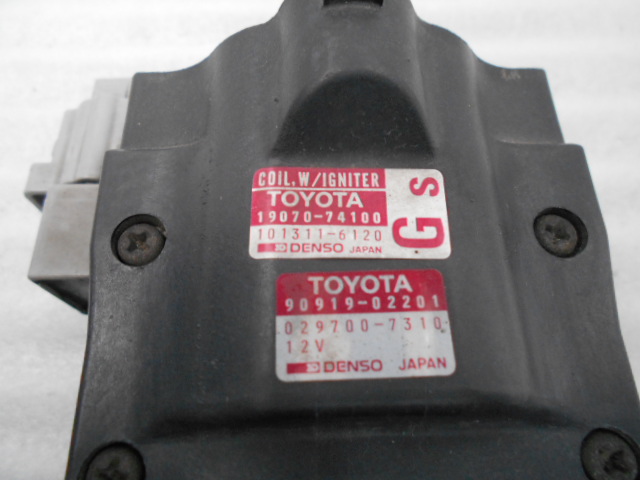 COIL, W/IGNITER
TOYOTA
19070-74100
101311-6120
DENSO JAPAN
G S
TOYOTA
90919-02201
029700-7310
12V
DENSO JAPAN